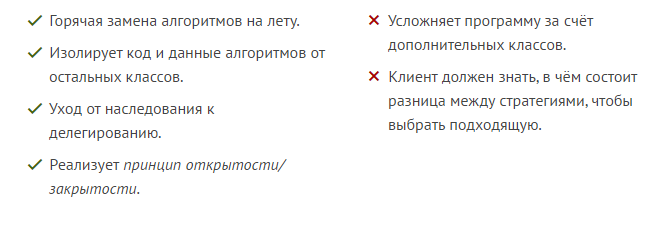 Горячая замена алгоритмов на лету.
Изолирует код и данные алгоритмов от
остальных классов.
Уход от наследования к
делегированию.
Реализует принцип открытости/
закрытости.
Усложняет программу за счёт
дополнительных классов.
Клиент должен знать, в чём состоит
разница между стратегиями, чтобы
выбрать подходящую.